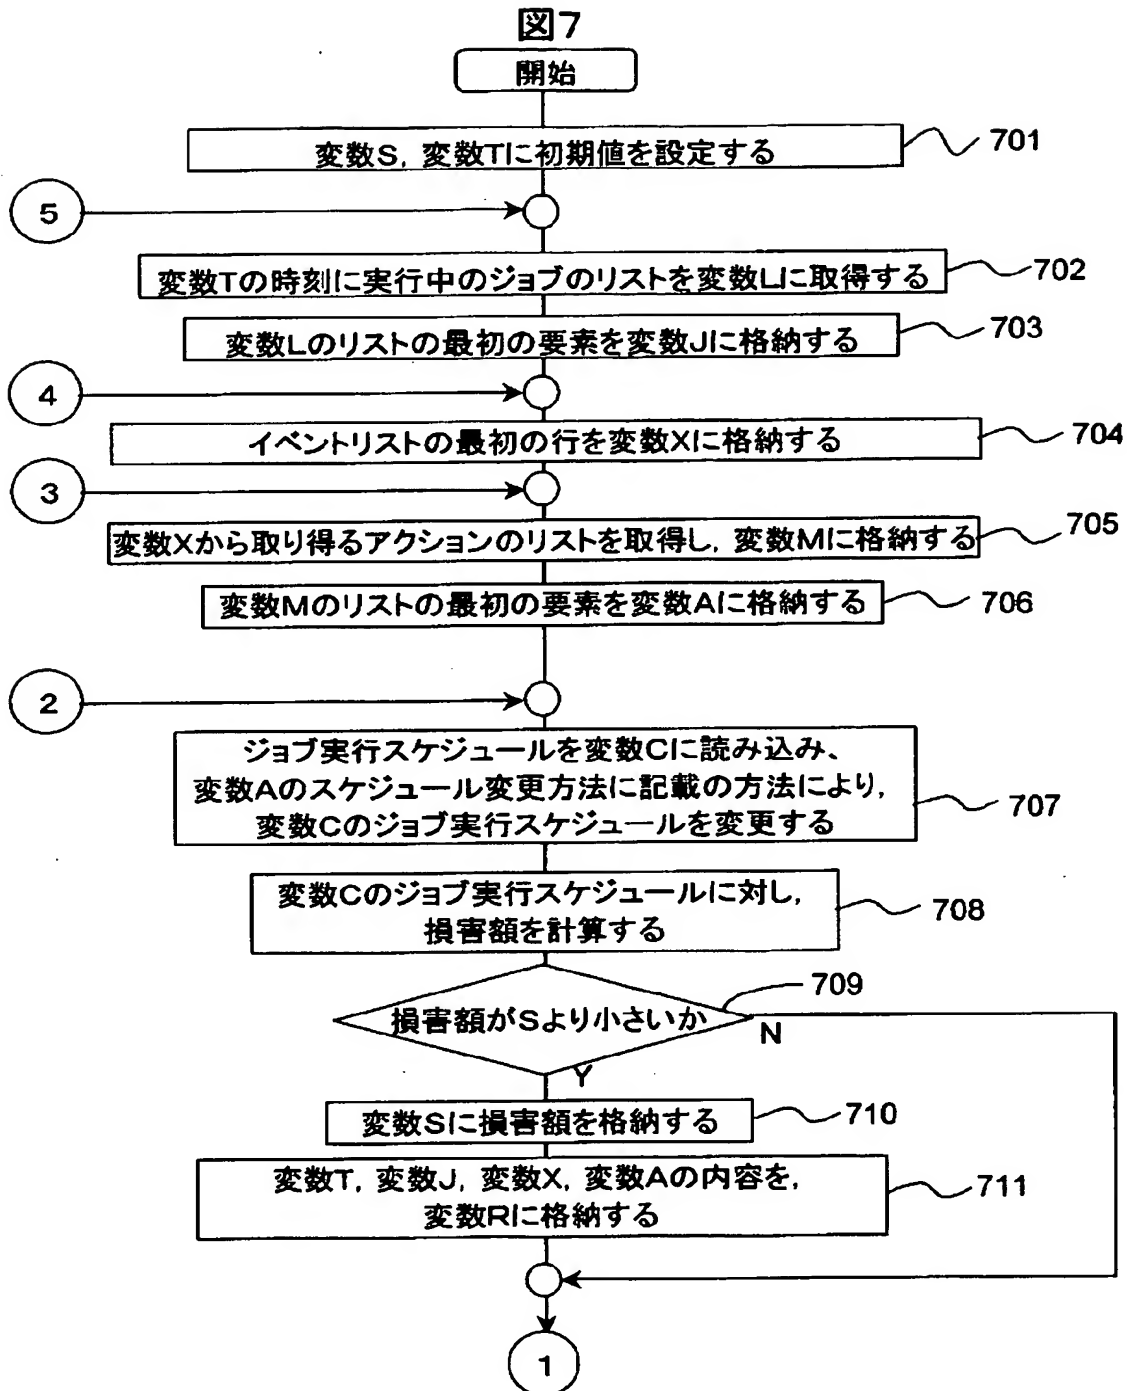 図7
開始
変数S, 変数Tに初期値を設定する
701
5
変数Tの時刻に実行中のジョブのリストを変数Lに取得する
702
変数Lのリストの最初の要素を変数Jに格納する
703
4
イベントリストの最初の行を変数Xに格納する
704
3
変数Xから取り得るアクションのリストを取得し, 変数Mに格納する
705
変数Mのリストの最初の要素を変数Aに格納する
706
2
ジョブ実行スケジュールを変数Cに読み込み、
変数Aのスケジュール変更方法に記載の方法により,
変数Cのジョブ実行スケジュールを変更する
707
変数Cのジョブ実行スケジュールに対し,
損害額を計算する
708
709
損害額がSより小さいか
N
Y
変数Sに損害額を格納する
710
変数T, 変数J, 変数X, 変数Aの内容を,
変数Rに格納する
711
1